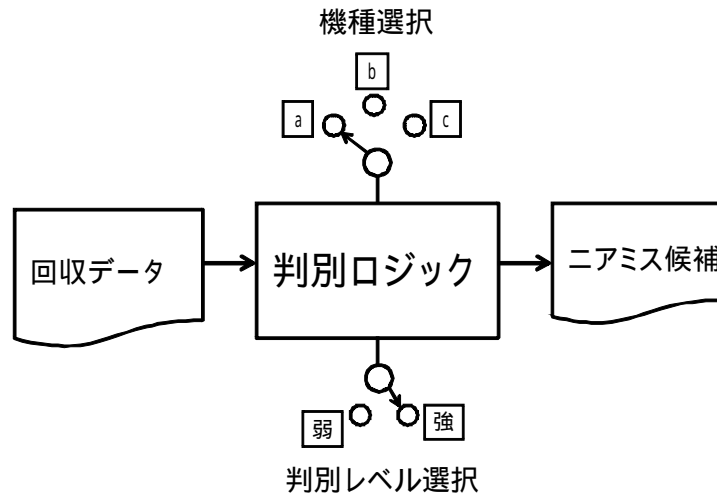 機種選択
b
a
c
回収データ
判別ロジック
ニアミス候補
弱
強
判別レベル選択